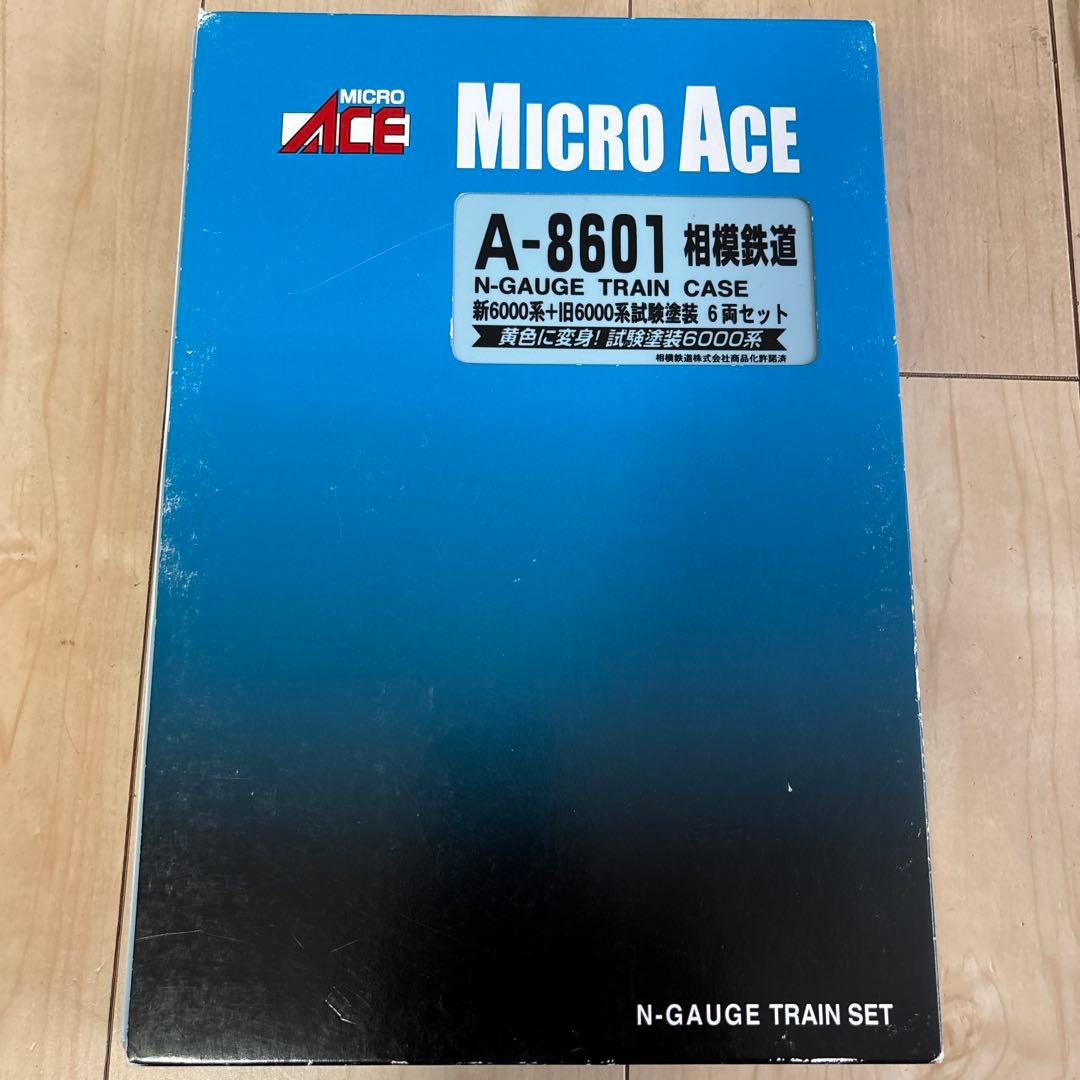 MICRO
ACE
MICRO ACE
A-8601 相模鉄道
N-GAUGE TRAIN CASE
新6000系+旧6000系試験塗装 6両セット
黄色に変身!試験塗装6000系
相模鉄道株式会社商品化許諾済
N-GAUGE TRAIN SET